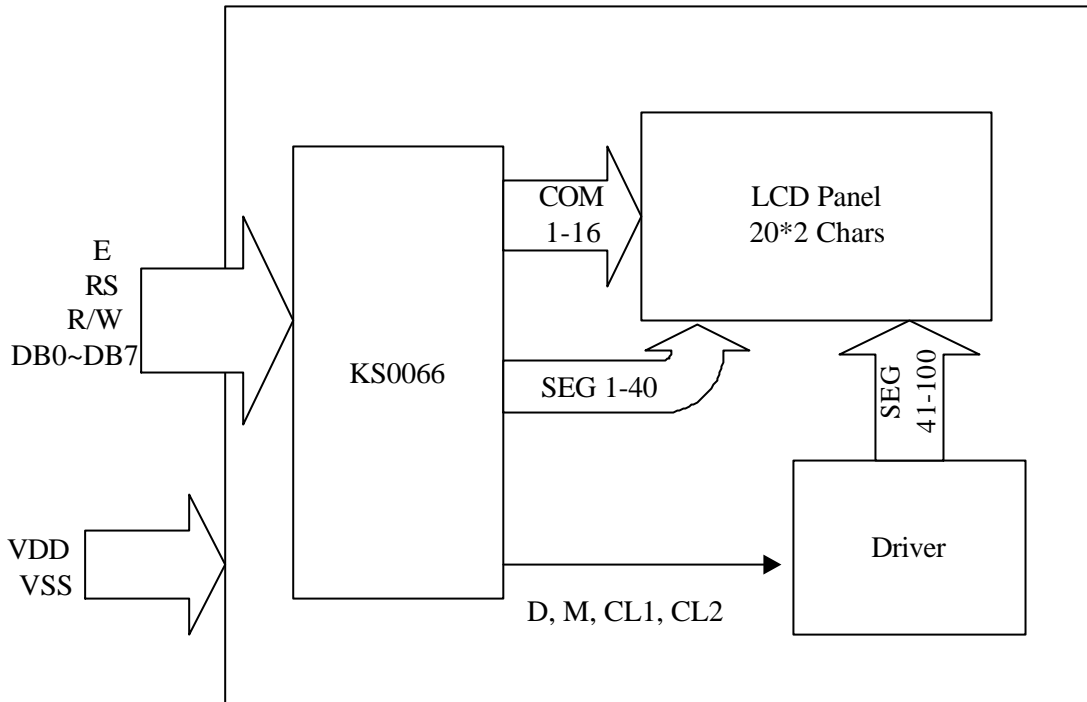 E
RS
R/W
DB0~DB7
VDD
VSS
KS0066
COM
1-16
SEG 1-40
D, M, CL1, CL2
LCD Panel
20*2 Chars
SEG
41-100
Driver